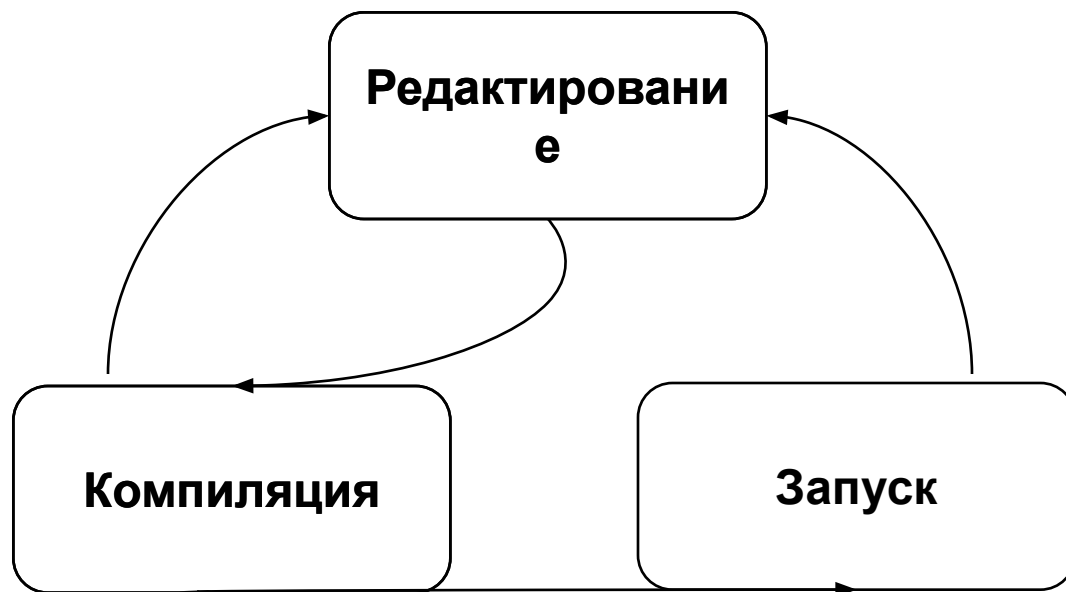 Редактировани
е
Компиляция
Запуск